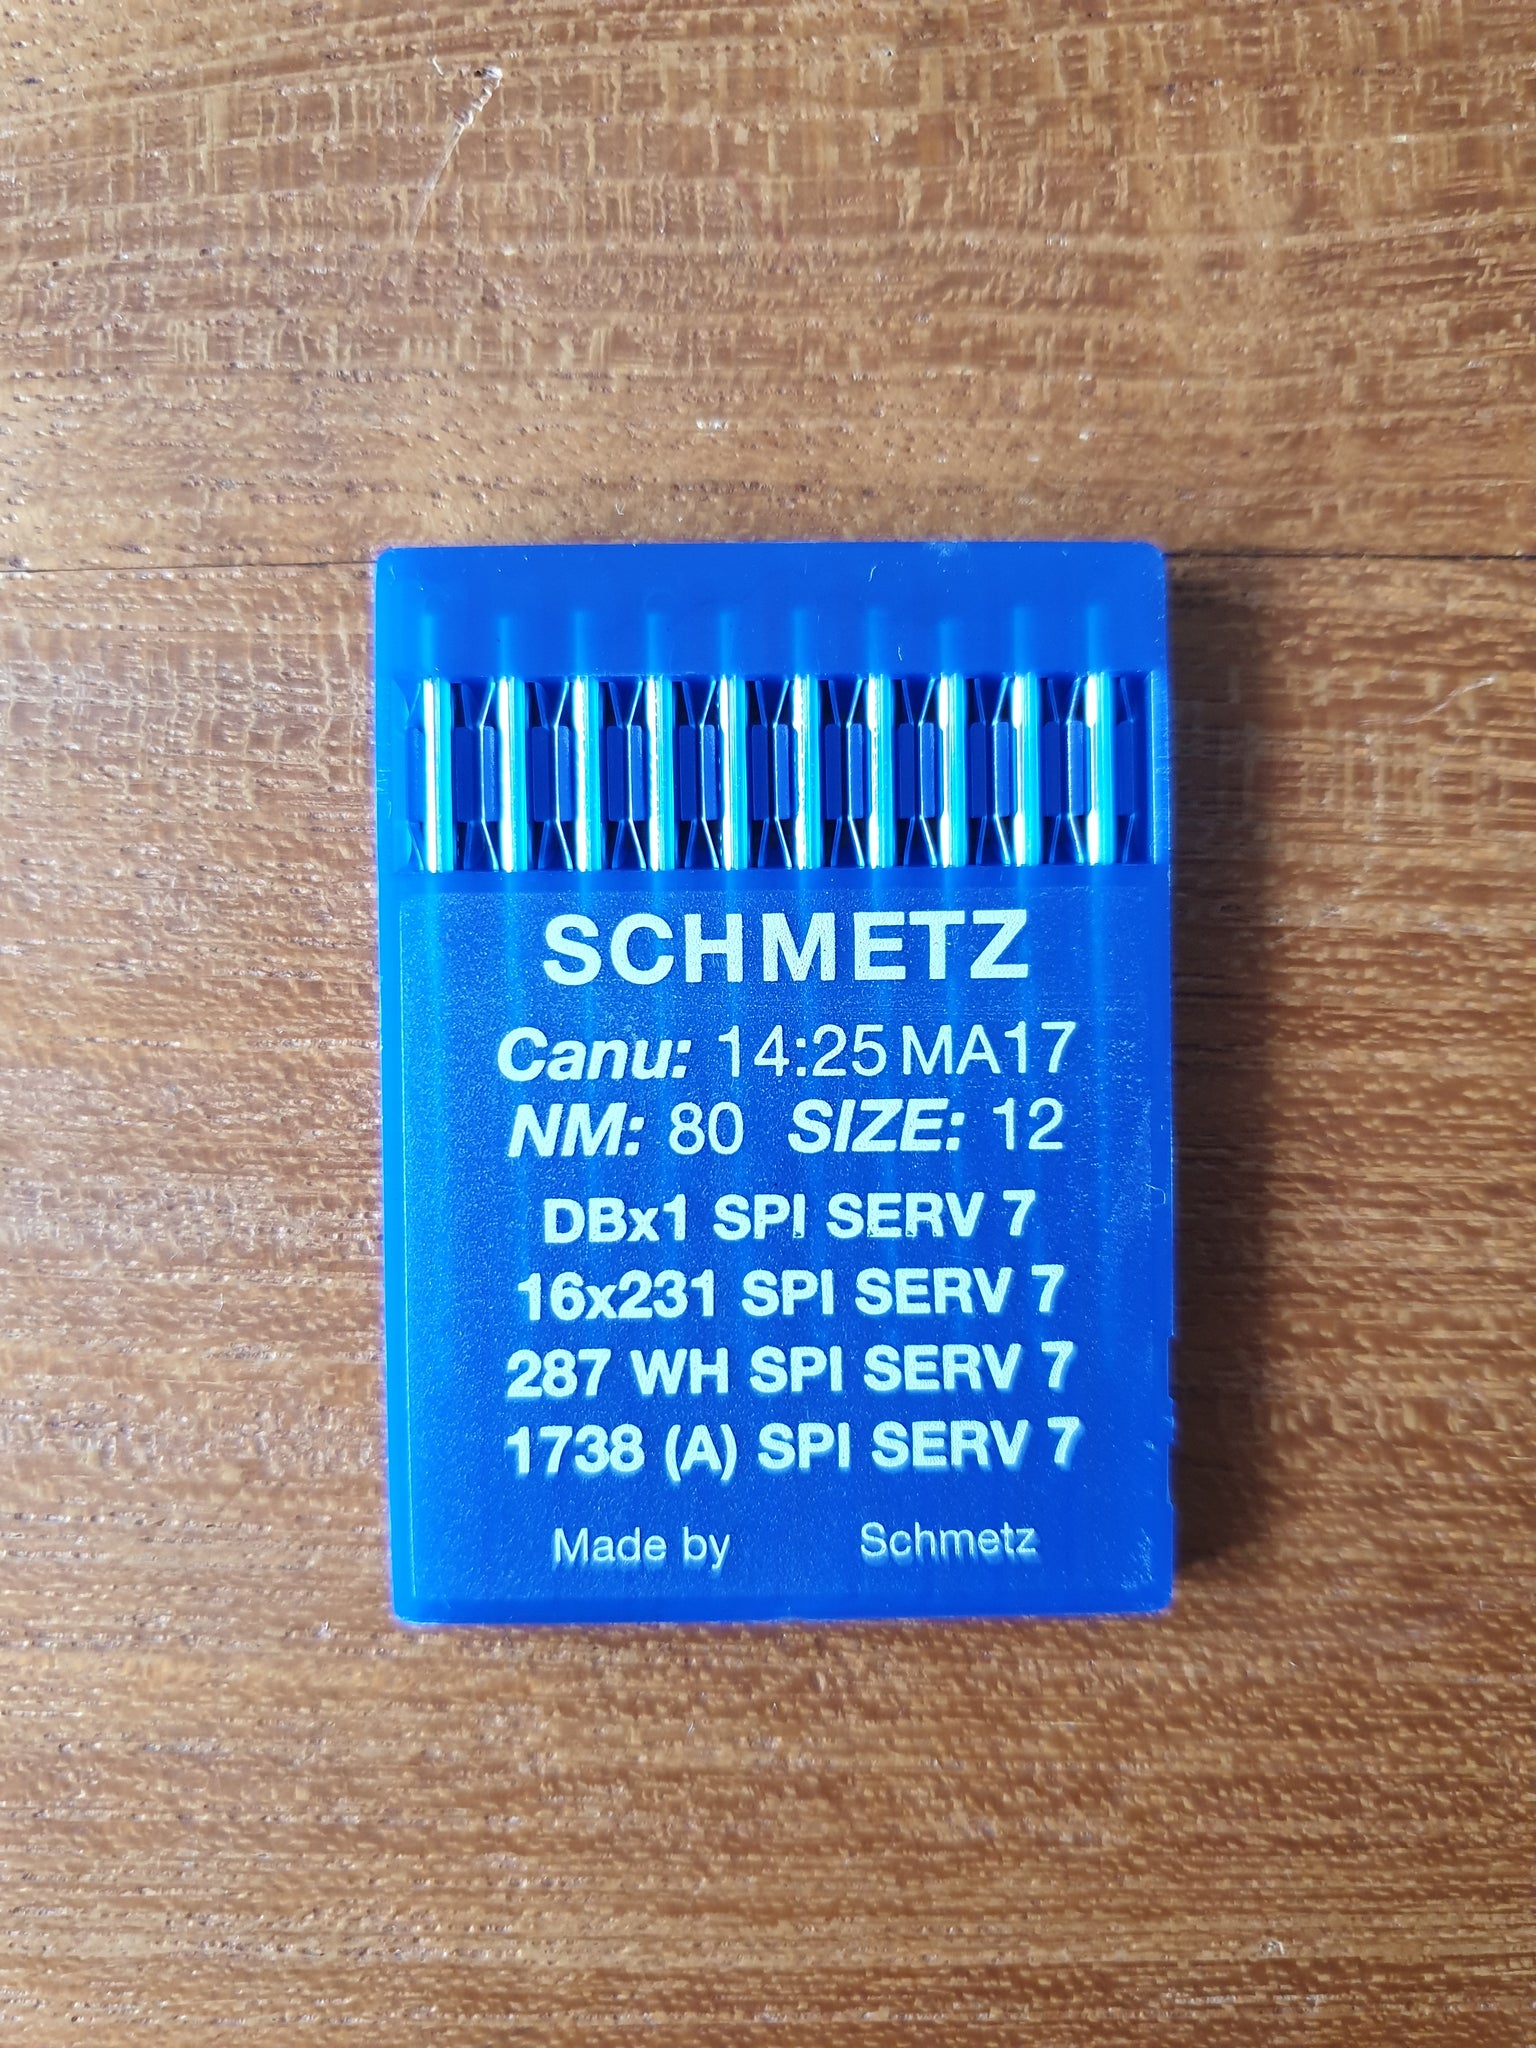 SCHMETZ
Canu: 14:25 MA17
NM: 80 SIZE: 12
DBx1 SPI SERV 7
16x231 SPI SERV 7
287 WH SPI SERV 7
1738 (A) SPI SERV 7
Made by Schmetz